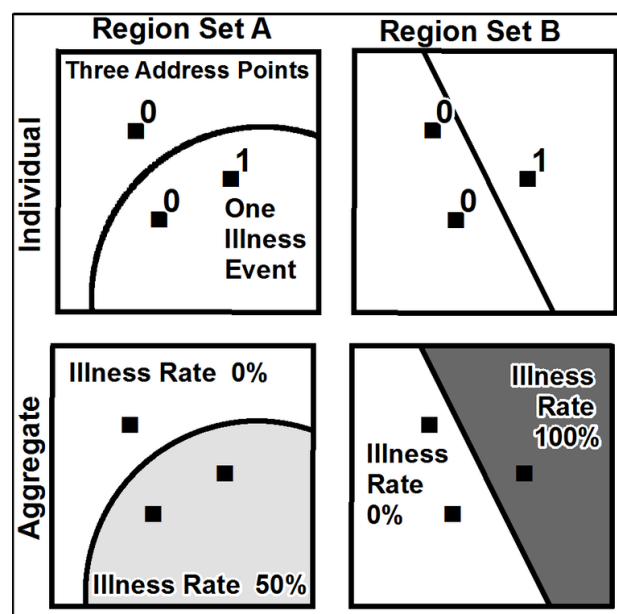 Region Set A
Region Set B
Individual
Three Address Points
0
1
0
One
Illness
Event
0
1
0
Aggregate
Illness Rate 0%
Illness Rate 50%
Illness
Rate
100%
Illness
Rate
0%